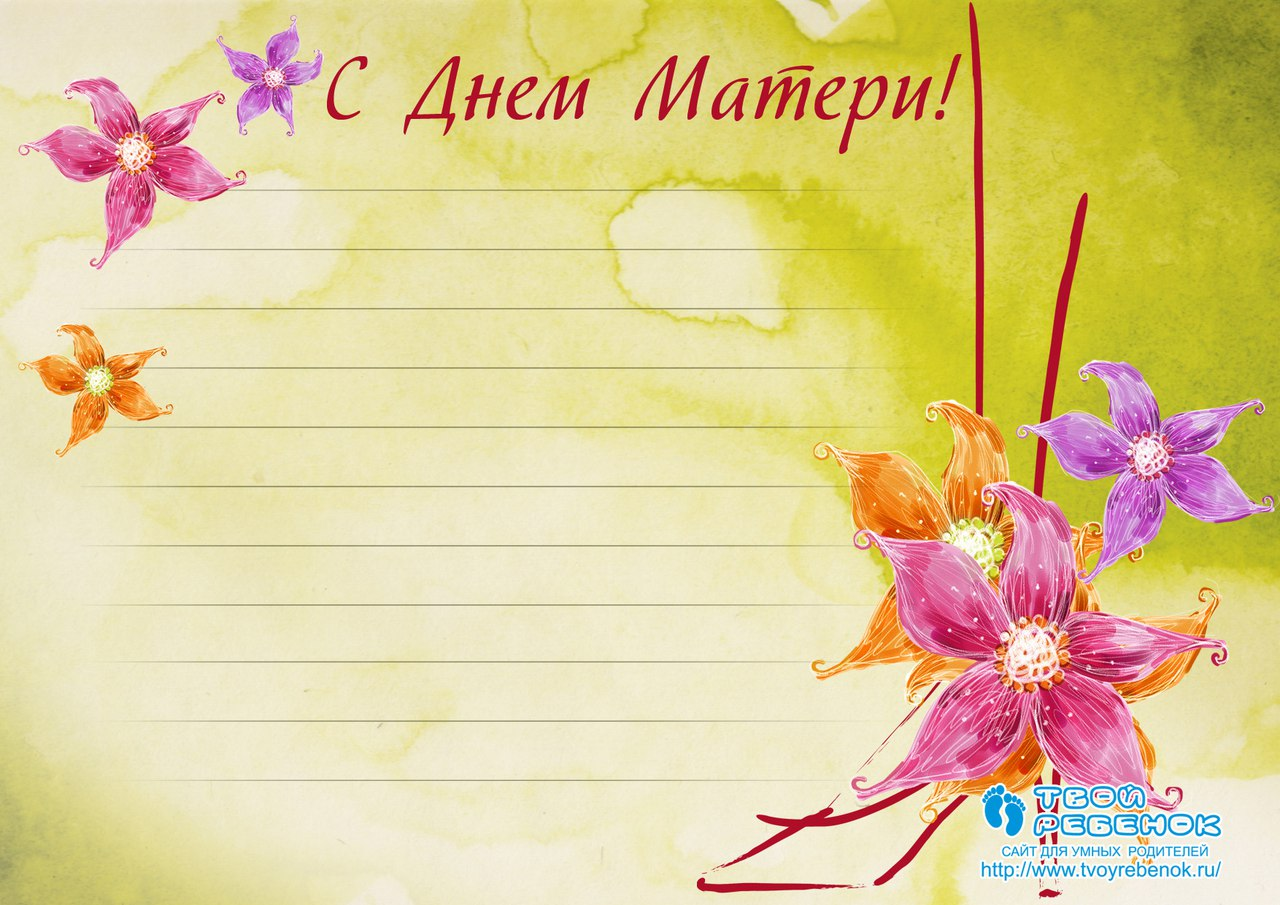 С Днем Матери!
ТВОЙ
РЕБЕНОК
САЙТ ДЛЯ УМНЫХ РОДИТЕЛЕЙ
http://www.tvoyrebenok.ru/